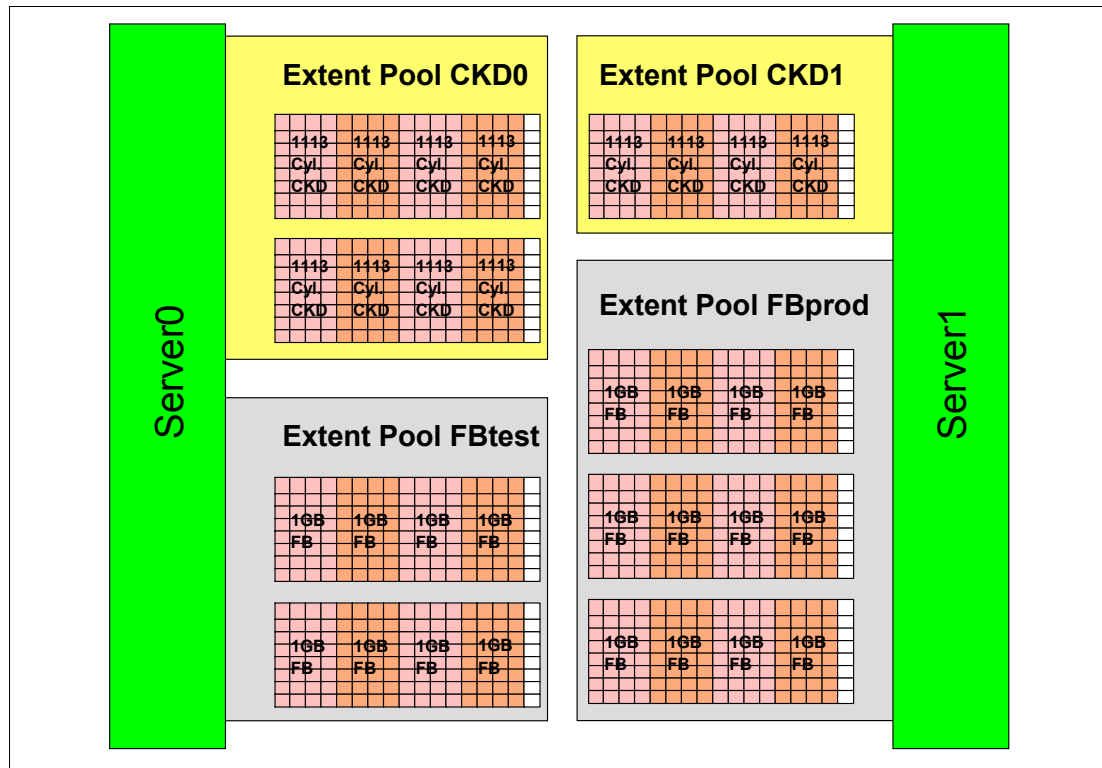 Server0
Extent Pool CKD0
1113 1113 1113 1113
Cyl. Cyl. Cyl. Cyl.
CKD CKD CKD CKD
1113 1113 1113 1113
Cyl. Cyl. Cyl. Cyl.
CKD CKD CKD CKD
Extent Pool FBtest
1GB 1GB 1GB 1GB
FB FB FB FB
1GB 1GB 1GB 1GB
FB FB FB FB
Extent Pool CKD1
1113 1113 1113 1113
Cyl. Cyl. Cyl. Cyl.
CKD CKD CKD CKD
Extent Pool FBprod
1GB 1GB 1GB 1GB
FB FB FB FB
1GB 1GB 1GB 1GB
FB FB FB FB
1GB 1GB 1GB 1GB
FB FB FB FB
Server1